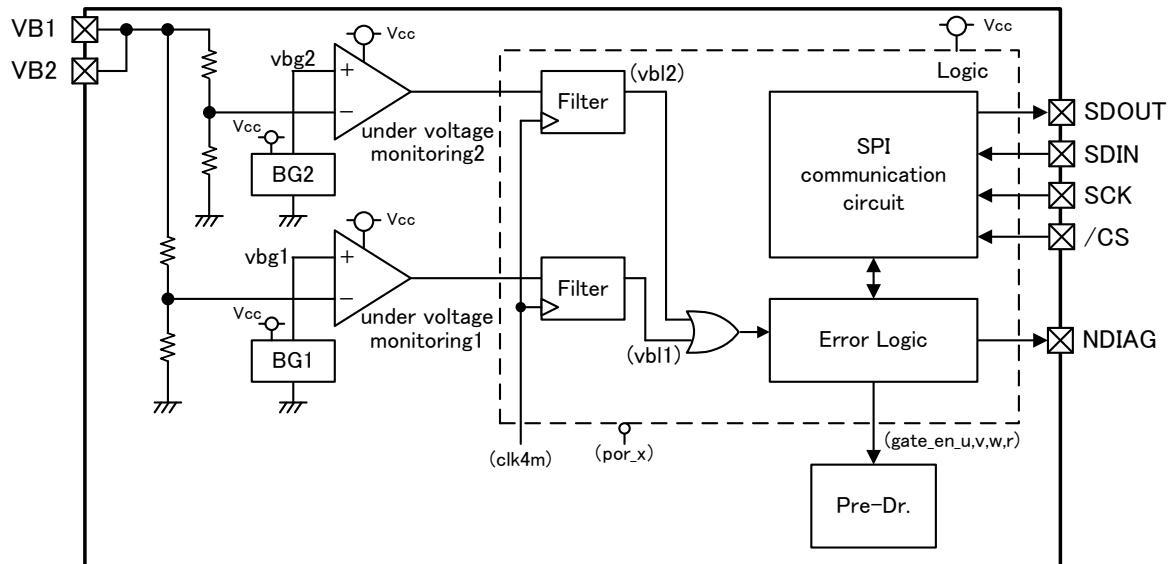 VB1
VB2
Vcc
vbg2
+
−
Vcc
BG2
under voltage
monitoring2
Vcc
vbg1
+
−
Vcc
BG1
under voltage
monitoring1
Vcc
Logic
(vbl2)
Filter
Filter
(vbl1)
(clk4m)
(por_x)
SPI
communication
circuit
Error Logic
(gate_en_u,v,w,r)
Pre-Dr.
SDOUT
SDIN
SCK
/CS
NDIAG